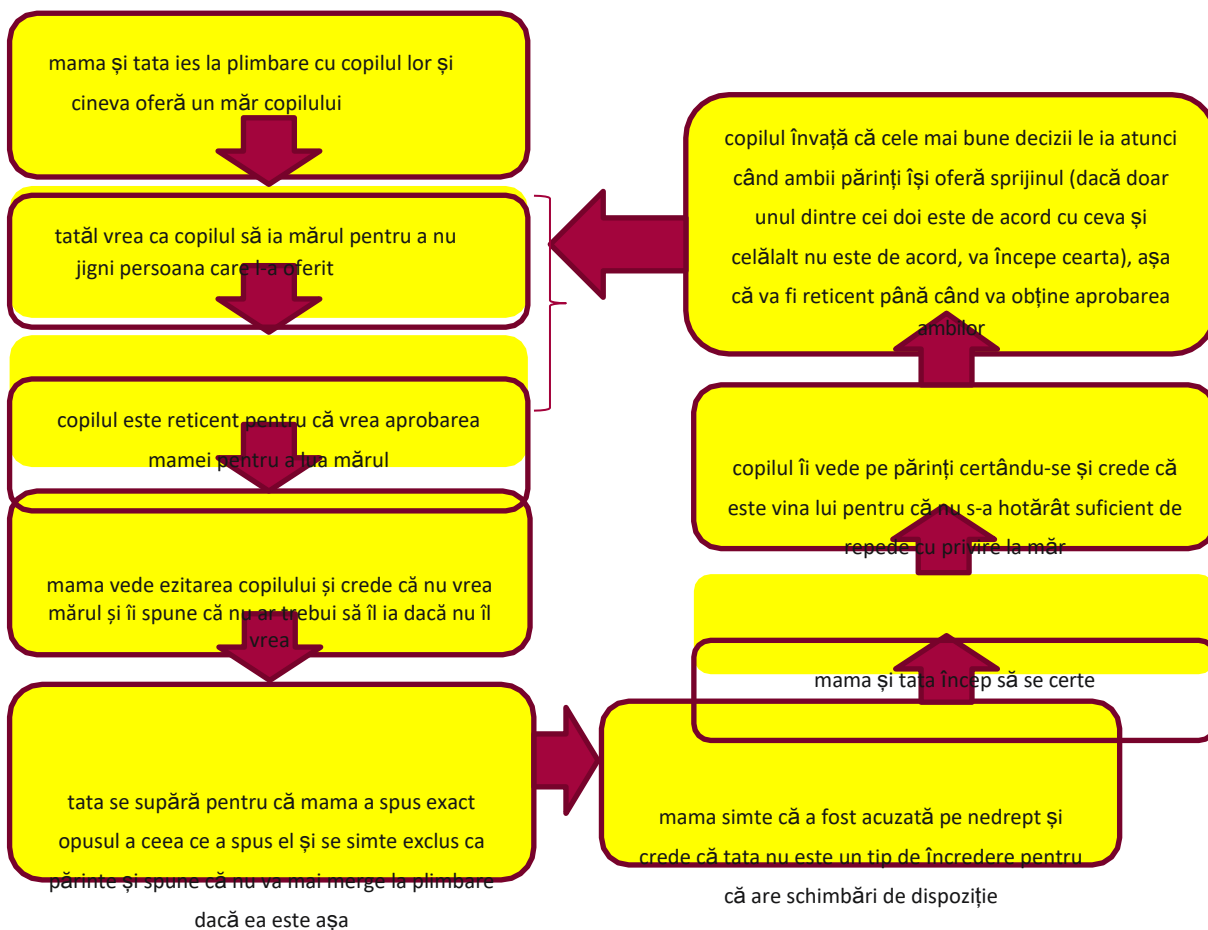 mama și tata ies la plimbare cu copilul lor și
cineva oferă un măr copilului
tatăl vrea ca copilul să ia mărul pentru a nu
jigni persoana care l-a oferit
copilul este reticent pentru că vrea aprobarea
mamei pentru a lua mărul
mama vede ezitarea copilului și crede că nu vrea
mărul și îi spune că nu ar trebui să îl ia dacă nu îl
vrea
tata se supără pentru că mama a spus exact
opusul a ceea ce a spus el și se simte exclus ca
părinte și spune că nu va mai merge la plimbare
dacă ea este așa
mama simte că a fost acuzată pe nedrept și
crede că tata nu este un tip de încredere pentru
că are schimbări de dispoziție
mama și tata încep să se certe
copilul îi vede pe părinți certându-se și crede că
este vina lui pentru că nu s-a hotărât suficient de
repede cu privire la măr
copilul învață că cele mai bune decizii le ia atunci
când ambii părinți își oferă sprijinul (dacă doar
unul dintre cei doi este de acord cu ceva și
celălalt nu este de acord, va începe cearta), așa
că va fi reticent până când va obține aprobarea
ambilor